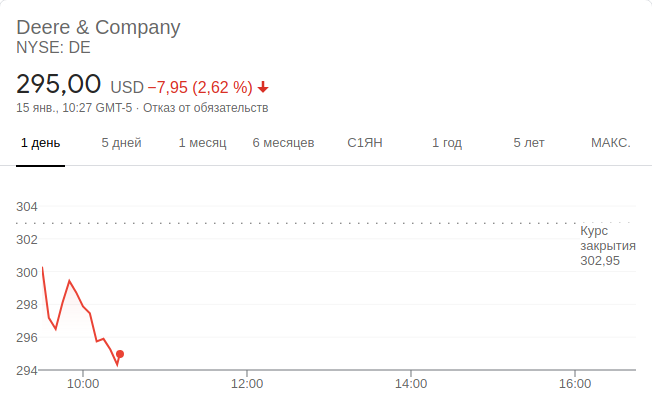 Deere & Company
NYSE: DE
295,00 USD −7,95 (2,62 %)
15 янв., 10:27 GMT-5 · Отказ от обязательств
1 день 5 дней 1 месяц 6 месяцев С1ЯН 1 год 5 лет МАКС.
304
302
300
298
296
294
Курс
закрытия
302,95
10:00 12:00 14:00 16:00